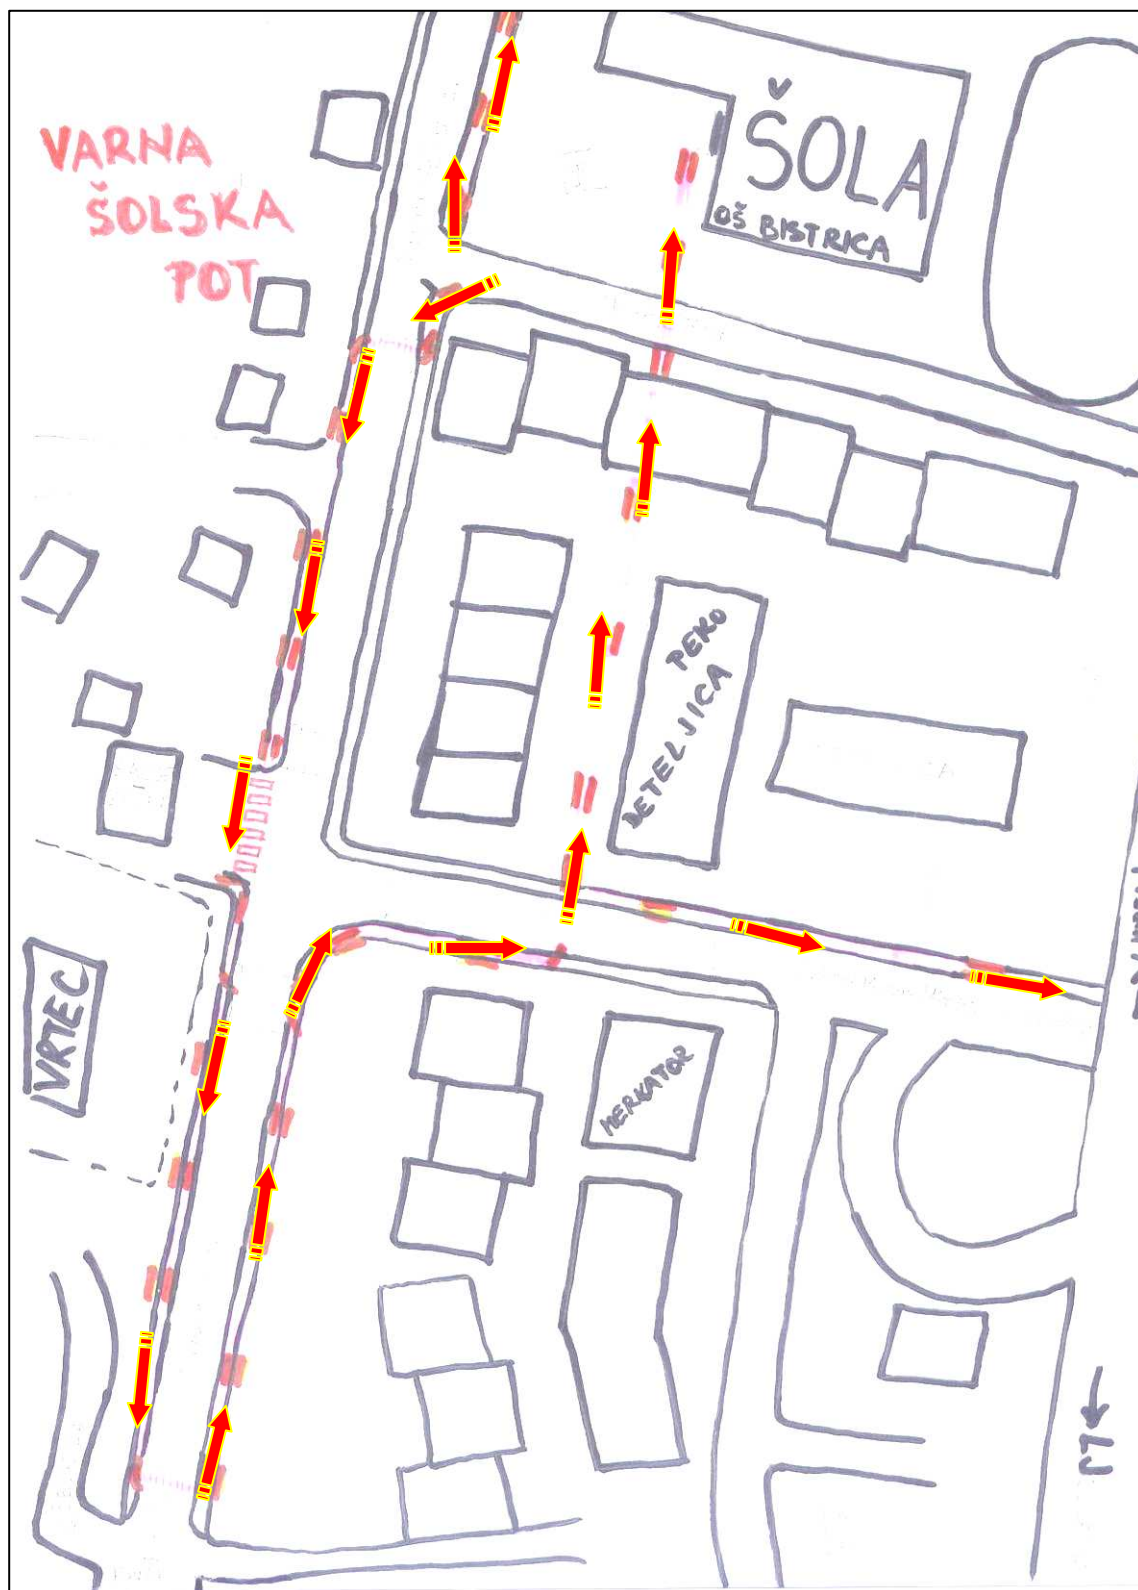 VARNA
ŠOLSKA
POT
ŠOLA
OŠ BISTRICA
PEKO
DETELJICA
VRTEC
MERKATOR